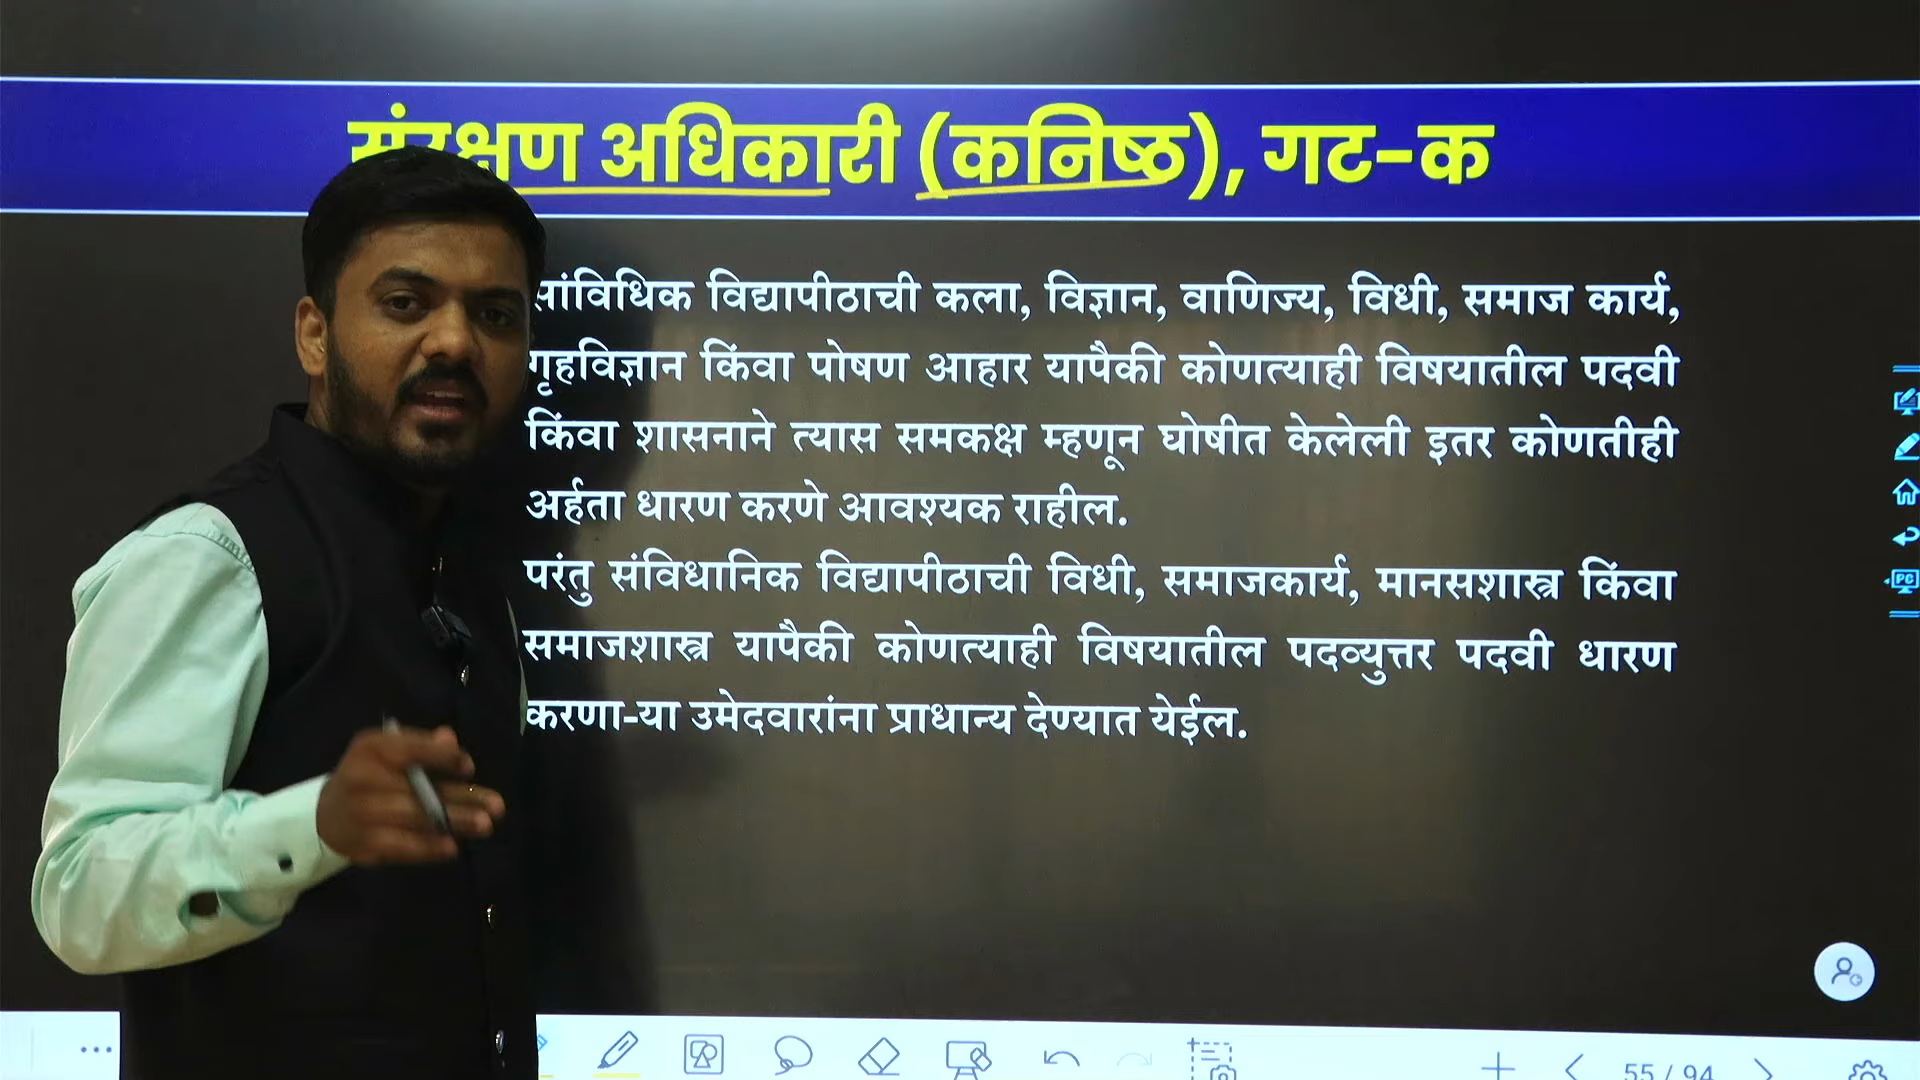 संरक्षण अधिकारी (कनिष्ठ), गट-क
सांविधिक विद्यापीठाची कला, विज्ञान, वाणिज्य, विधी, समाज कार्य,
गृहविज्ञान किंवा पोषण आहार यापैकी कोणत्याही विषयातील पदवी
किंवा शासनाने त्यास समकक्ष म्हणून घोषीत केलेली इतर कोणतीही
अर्हता धारण करणे आवश्यक राहील.
परंतु संविधानिक विद्यापीठाची विधी, समाजकार्य, मानसशास्त्र किंवा
समाजशास्त्र यापैकी कोणत्याही विषयातील पदव्युत्तर पदवी धारण
करणा-या उमेदवारांना प्राधान्य देण्यात येईल.
PC
55 / 94